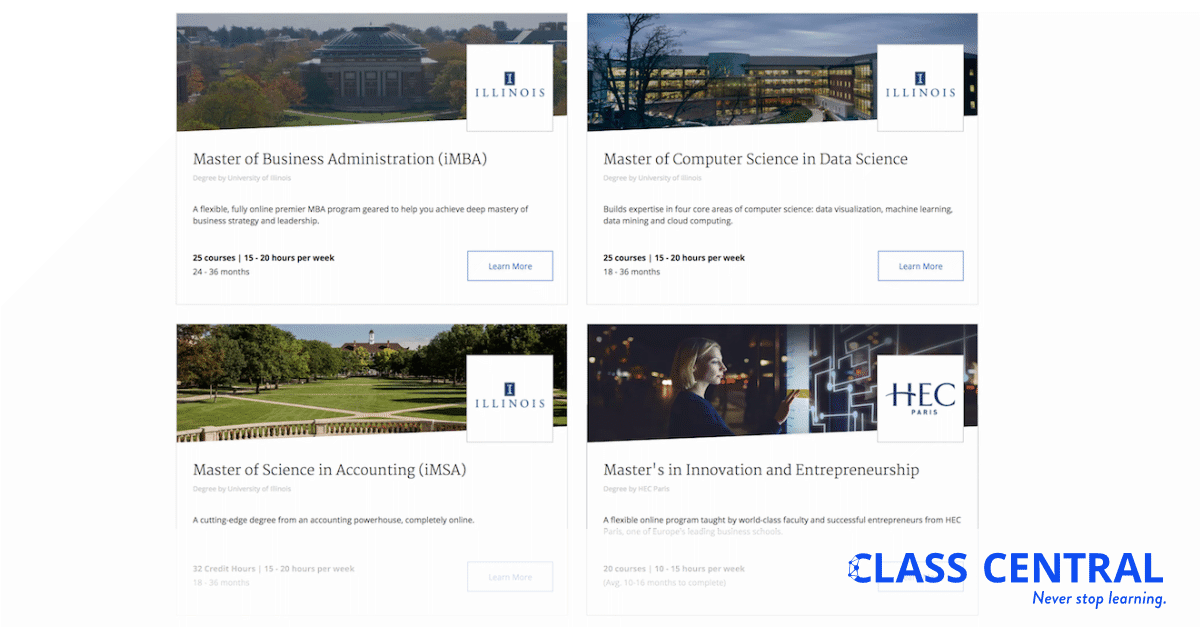 I
ILLINOIS
Master of Business Administration (iMBA)
Degree by University of Illinois
A flexible, fully online premier MBA program geared to help you achieve deep mastery of
business strategy and leadership.
25 courses | 15 - 20 hours per week
24 - 36 months
Learn More
I
ILLINOIS
Master of Computer Science in Data Science
Degree by University of Illinois
Builds expertise in four core areas of computer science: data visualization, machine learning,
data mining and cloud computing.
25 courses | 15 - 20 hours per week
18 - 36 months
Learn More
I
ILLINOIS
Master of Science in Accounting (iMSA)
Degree by University of Illinois
A cutting-edge degree from an accounting powerhouse, completely online.
32 Credit Hours | 15 - 20 hours per week
18 - 36 months
Learn More
HEC
PARIS
Master's in Innovation and Entrepreneurship
Degree by HEC Paris
A flexible online program taught by world-class faculty and successful entrepreneurs from HEC
Paris, one of Europe's leading business schools.
20 courses | 10 - 15 hours per week
(Avg. 10-16 months to complete)
CLASS CENTRAL
Never stop learning.